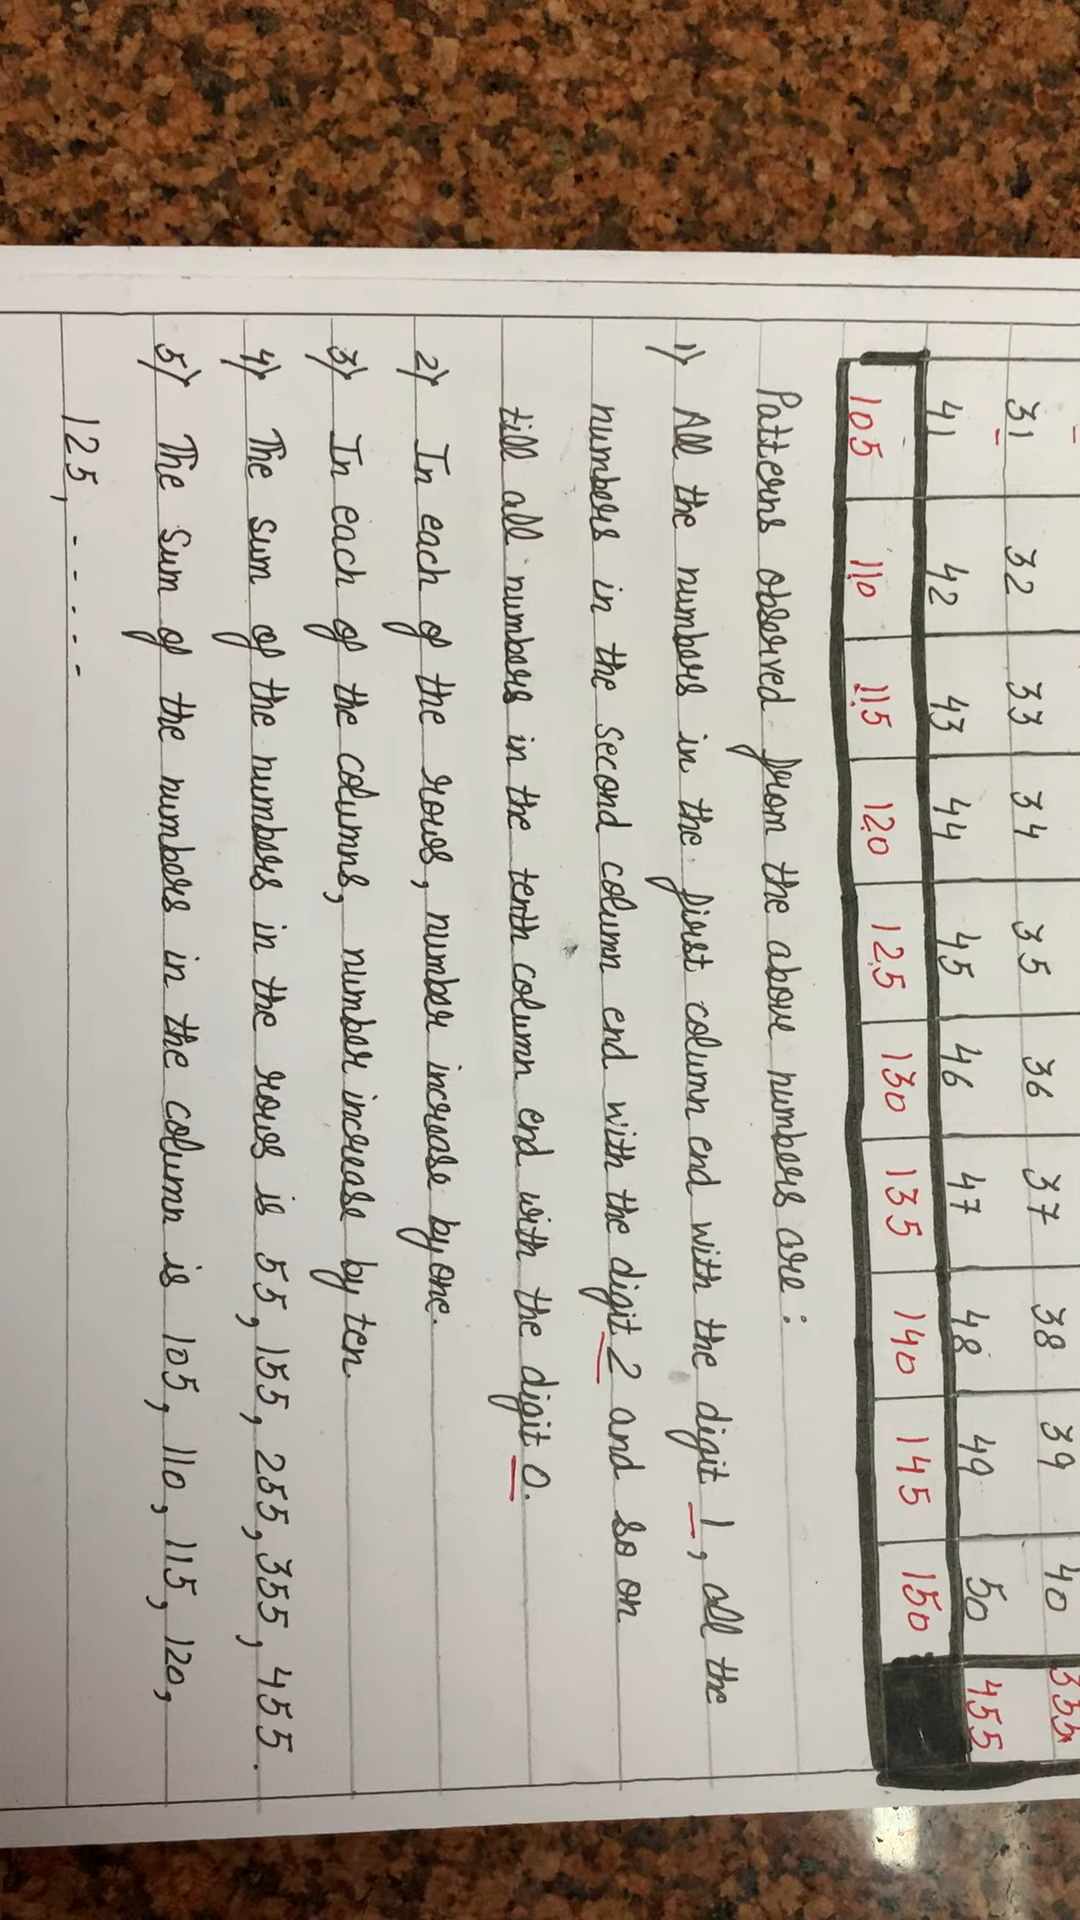 31 32 33 34 35 36 37 38 39 40 355
41 42 43 44 45 46 47 48 49 50 455
105 110 115 120 125 130 135 140 145 150
Patterns observed from the above numbers are :
1) All the numbers in the first column end with the digit 1, all the
numbers in the second column end with the digit 2 and so on
till all numbers in the tenth column end with the digit 0.
2) In each of the rows, number increase by one.
3) In each of the columns, number increase by ten.
4) The sum of the numbers in the rows is 55, 155, 255, 355, 455.
5) The sum of the numbers in the column is 105, 110, 115, 120,
125, - - - - -